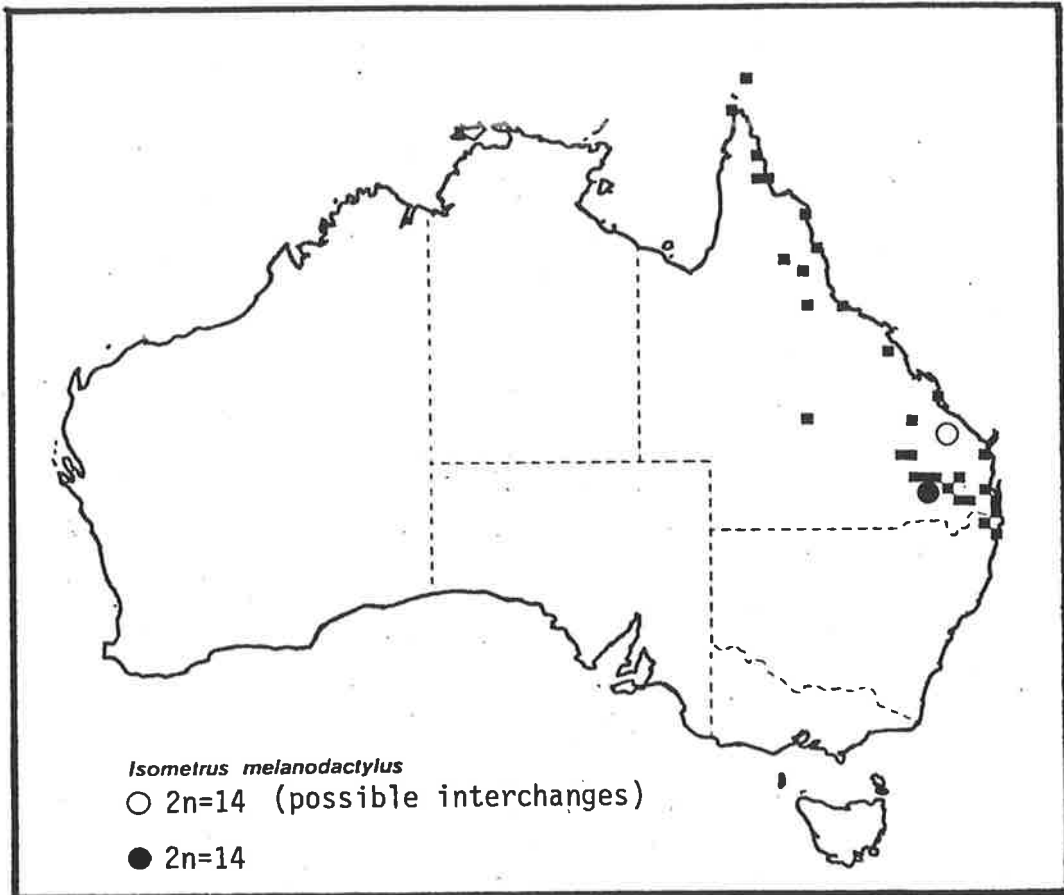 Isometrus melanodactylus
2n=14 (possible interchanges)
2n=14